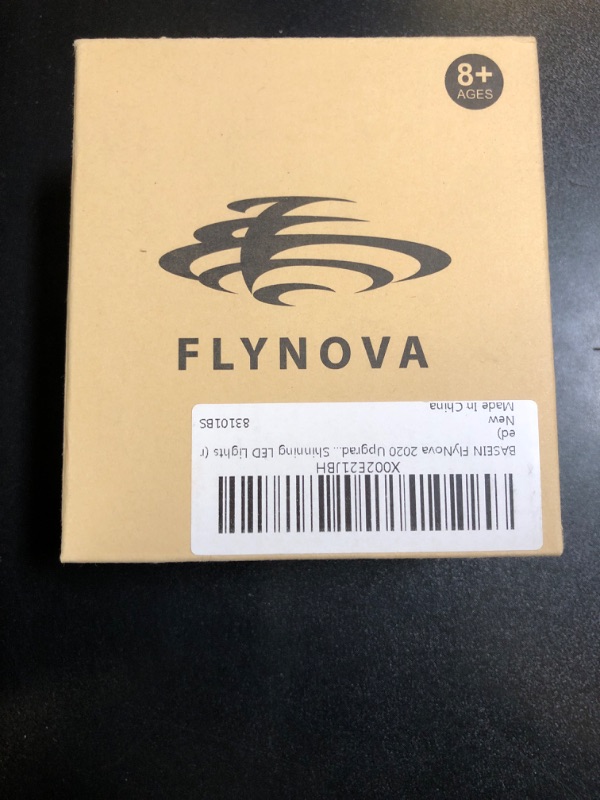 8+
AGES
FLYNOVA
X002E21JBH
BASEIN FlyNova 2020 Upgrad...Shinning LED Lights (r
ed)
New
Made In China
83101BS